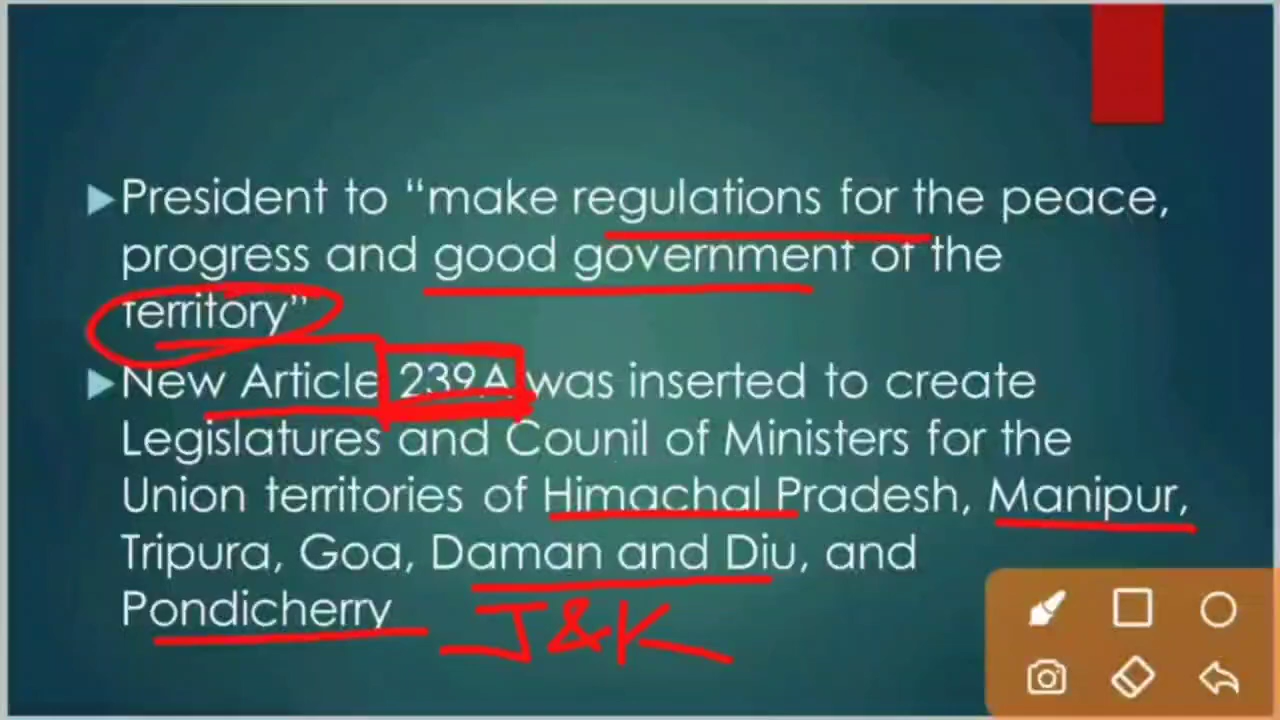 President to “make regulations for the peace,
progress and good government of the
territory”
New Article 239A was inserted to create
Legislatures and Counil of Ministers for the
Union territories of Himachal Pradesh, Manipur,
Tripura, Goa, Daman and Diu, and
Pondicherry J&K